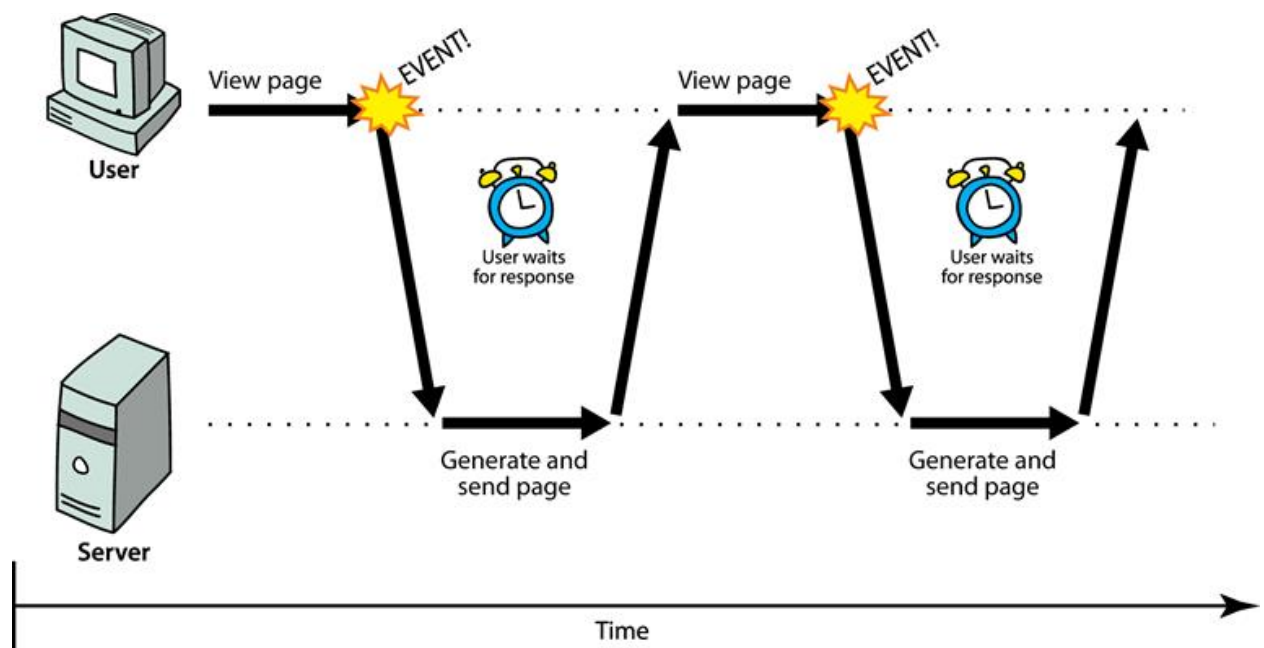 View page
EVENT!
View page
EVENT!
User
User waits
for response
User waits
for response
Generate and
send page
Generate and
send page
Server
Time